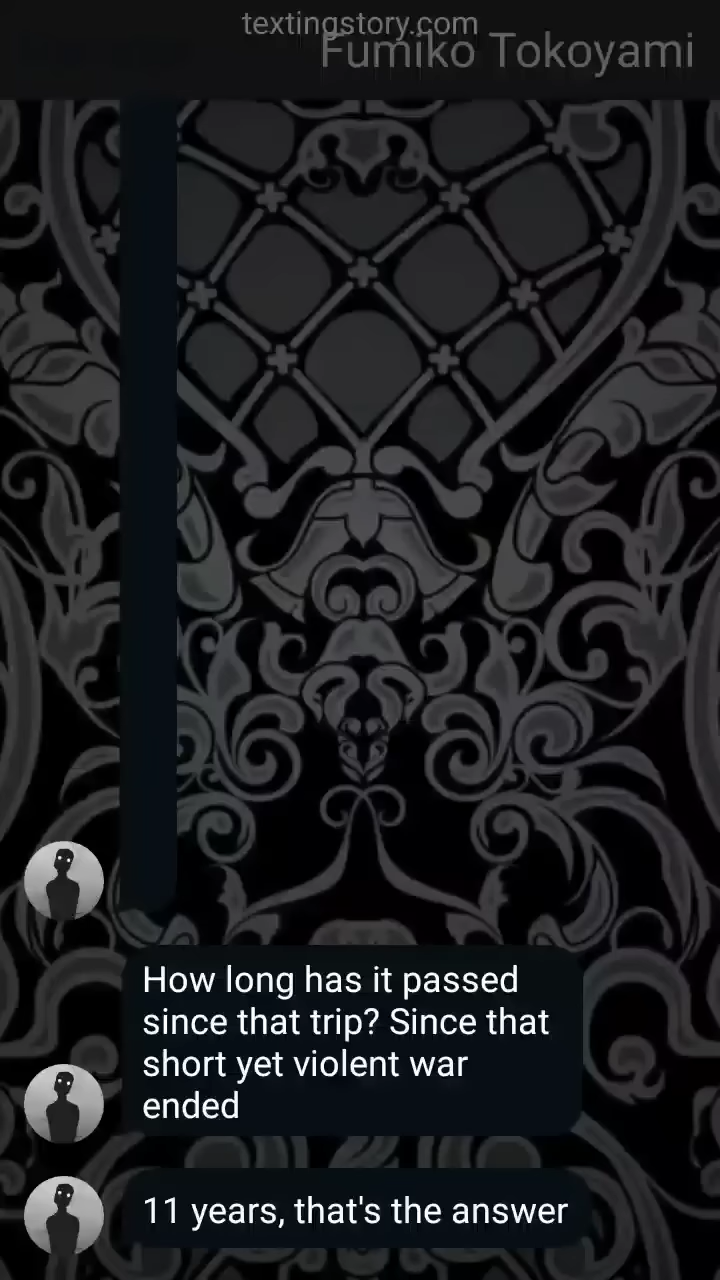 textingstory.com
Fumiko Tokoyami
How long has it passed
since that trip? Since that
short yet violent war
ended
11 years, that's the answer